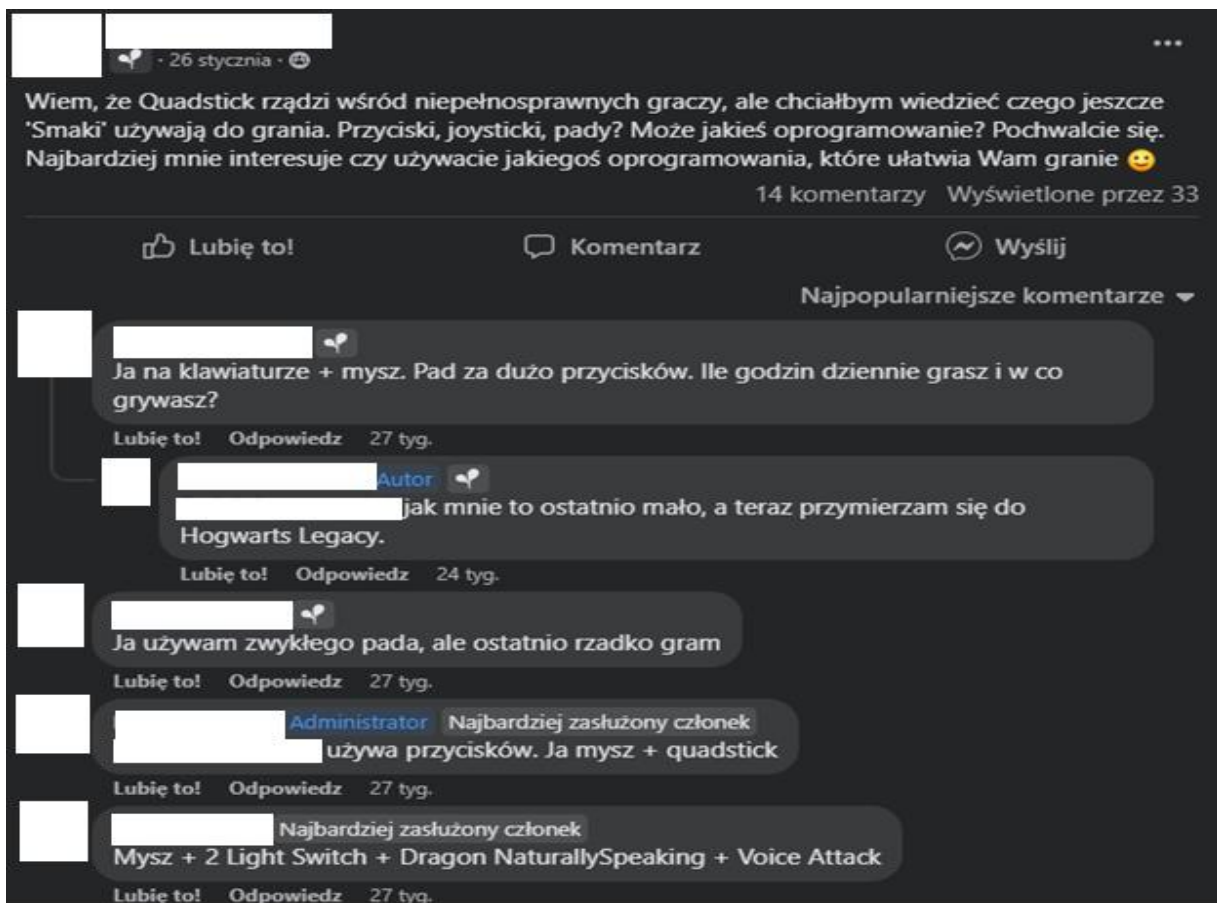 · 26 stycznia ·
Wiem, że Quadstick rządzi wśród niepełnosprawnych graczy, ale chciałbym wiedzieć czego jeszcze
'Smaki' używają do grania. Przyciski, joysticki, pady? Może jakieś oprogramowanie? Pochwalcie się.
Najbardziej mnie interesuje czy używacie jakiegoś oprogramowania, które ułatwia Wam granie 😀
14 komentarzy Wyświetlone przez 33
Lubię to! Komentarz Wyślij
Najpopularniejsze komentarze
Ja na klawiaturze + mysz. Pad za dużo przycisków. Ile godzin dziennie grasz i w co
grywasz?
Lubię to! Odpowiedz 27 tyg.
Autor
jak mnie to ostatnio mało, a teraz przymierzam się do
Hogwarts Legacy.
Lubię to! Odpowiedz 24 tyg.
Ja używam zwykłego pada, ale ostatnio rzadko gram
Lubię to! Odpowiedz 27 tyg.
Administrator Najbardziej zasłużony członek
używa przycisków. Ja mysz + quadstick
Lubię to! Odpowiedz 27 tyg.
Najbardziej zasłużony członek
Mysz + 2 Light Switch + Dragon NaturallySpeaking + Voice Attack
Lubię to! Odpowiedz 27 tyg.